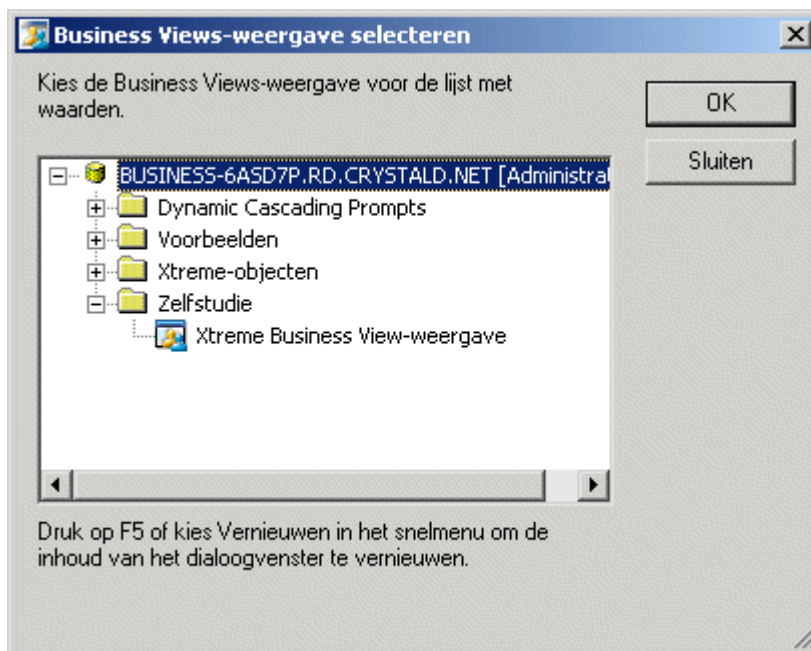 Business Views-weergave selecteren
Kies de Business Views-weergave voor de lijst met
waarden.
OK
Sluiten
BUSINESS-6ASD7P.RD.CRYSTALD.NET [Administra
Dynamic Cascading Prompts
Voorbeelden
Xtreme-objecten
Zelfstudie
Xtreme Business View-weergave
Druk op F5 of kies Vernieuwen in het snelmenu om de
inhoud van het dialoogvenster te vernieuwen.